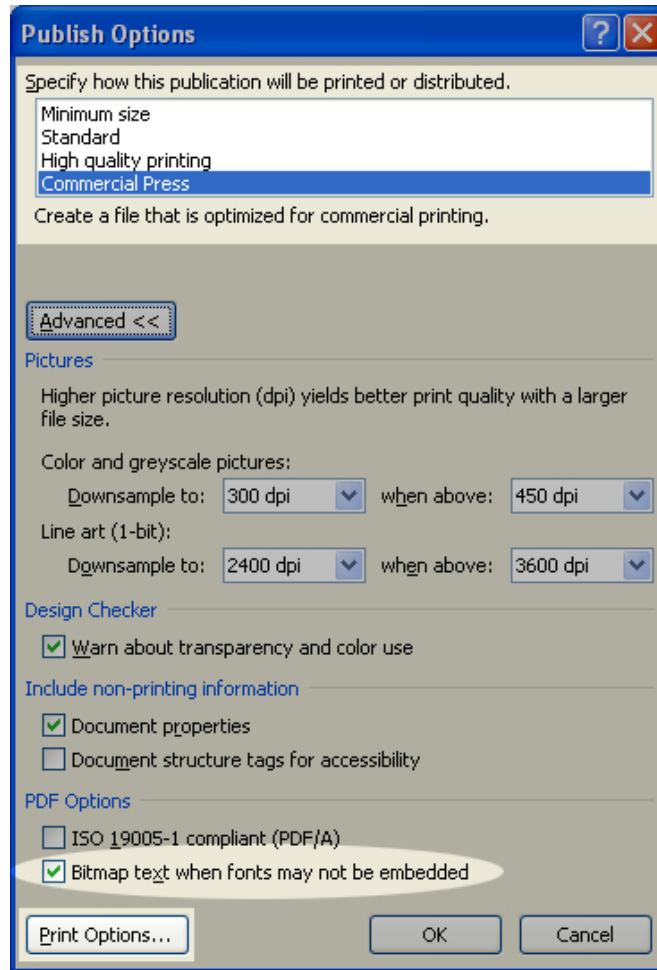 Publish Options
Specify how this publication will be printed or distributed.
Minimum size
Standard
High quality printing
Commercial Press
Create a file that is optimized for commercial printing.
Advanced <<
Pictures
Higher picture resolution (dpi) yields better print quality with a larger
file size.
Color and greyscale pictures:
Downsample to: 300 dpi when above: 450 dpi
Line art (1-bit):
Downsample to: 2400 dpi when above: 3600 dpi
Design Checker
Warn about transparency and color use
Include non-printing information
Document properties
Document structure tags for accessibility
PDF Options
ISO 19005-1 compliant (PDF/A)
Bitmap text when fonts may not be embedded
Print Options... OK Cancel